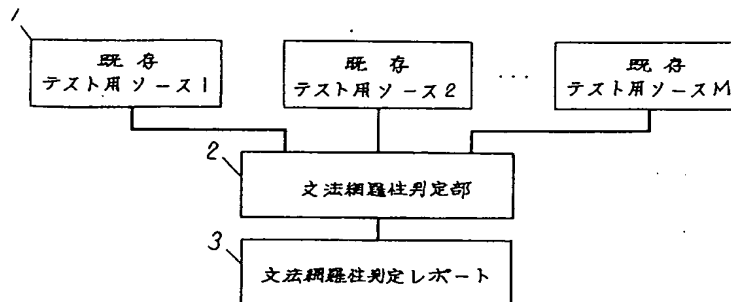 1
既存
テスト用ソース1
既存
テスト用ソース2
...
既存
テスト用ソースM
2
文法網羅性判定部
3
文法網羅性判定レポート